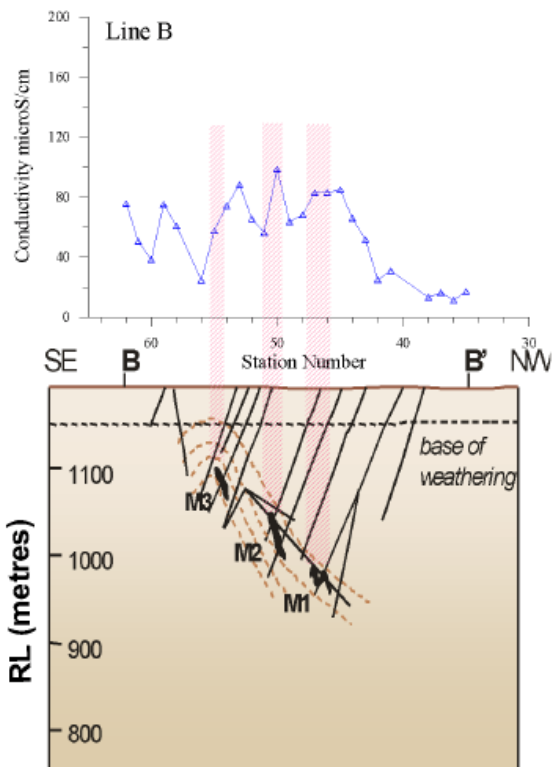 Line B
Conductivity microS/cm
200
160
120
80
40
0
60
50
40
30
Station Number
SE B B' NW
base of
weathering
RL (metres)
1100
1000
900
800
M3
M2
M1